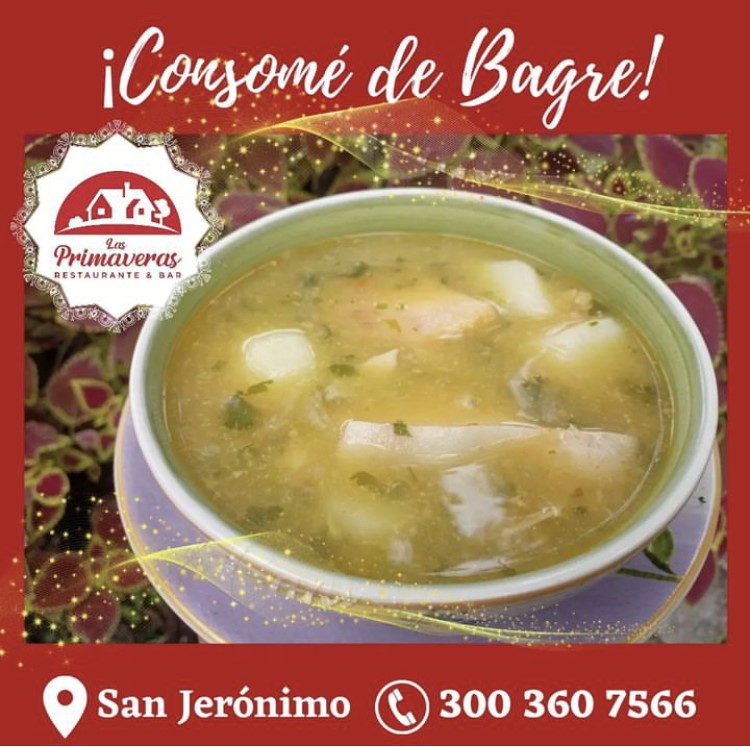 ¡Consomé de Bagre!
Las
Primaveras
RESTAURANTE & BAR
San Jerónimo
300 360 7566